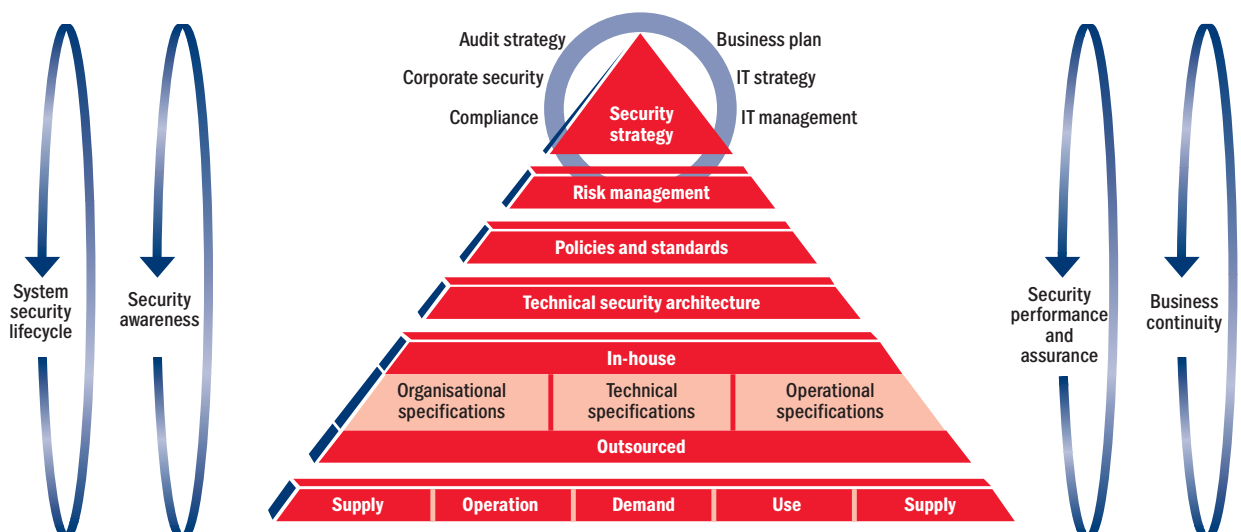 Audit strategy
Business plan
Corporate security
IT strategy
Compliance
IT management
Security
strategy
Risk management
Policies and standards
Technical security architecture
In-house
Organisational
specifications
Technical
specifications
Operational
specifications
Outsourced
Supply
Operation
Demand
Use
Supply
System
security
lifecycle
Security
awareness
Security
performance
and
assurance
Business
continuity